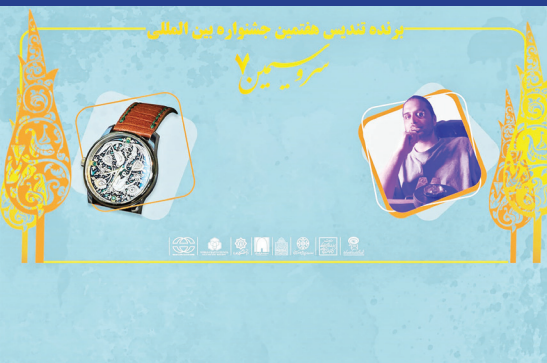 برنده تندیس هفتمین جشنواره بین المللی
سرو سیمین ۷